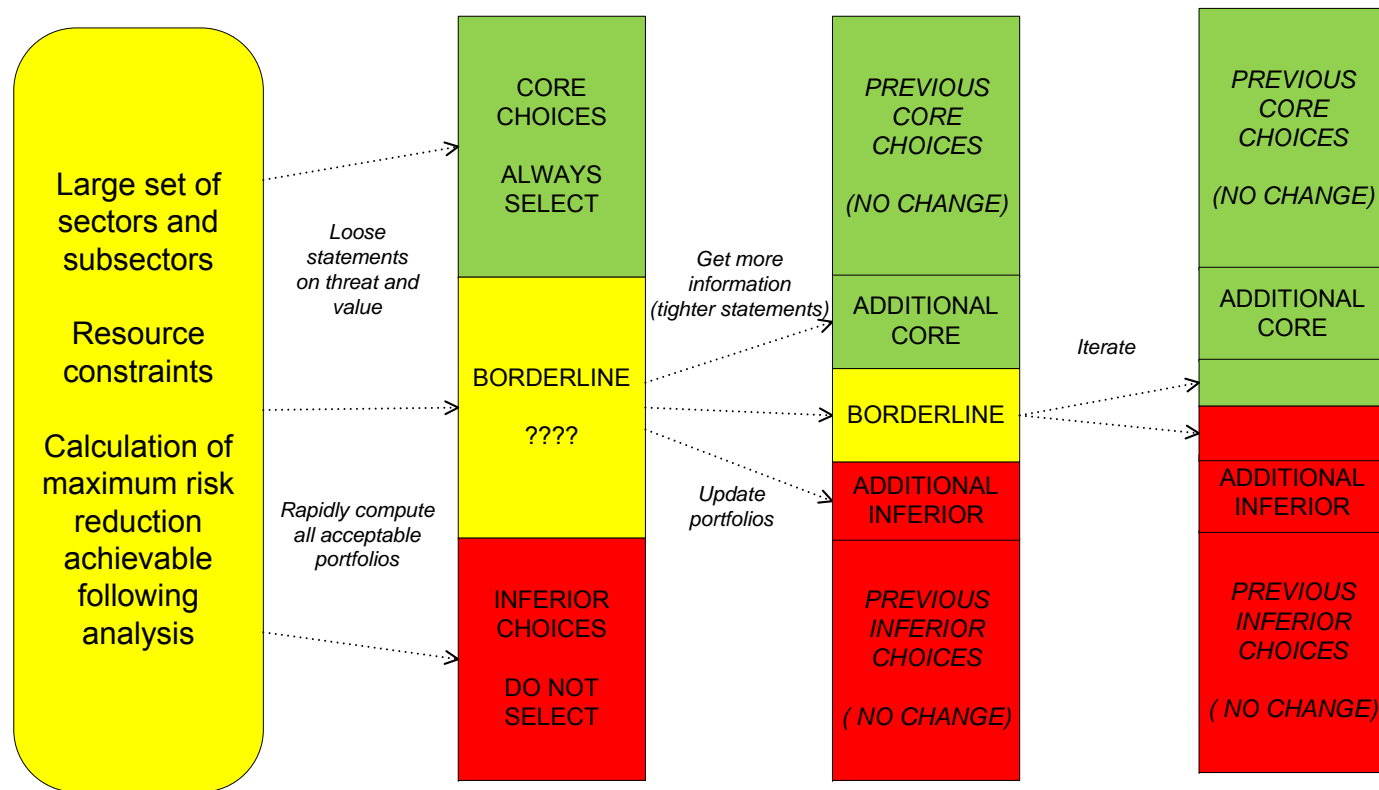 Large set of
sectors and
subsectors
Resource
constraints
Calculation of
maximum risk
reduction
achievable
following
analysis
Loose
statements
on threat and
value
Rapidly compute
all acceptable
portfolios
CORE
CHOICES
ALWAYS
SELECT
BORDERLINE
????
INFERIOR
CHOICES
DO NOT
SELECT
Get more
information
(tighter statements)
Update
portfolios
PREVIOUS
CORE
CHOICES
(NO CHANGE)
ADDITIONAL
CORE
BORDERLINE
ADDITIONAL
INFERIOR
PREVIOUS
INFERIOR
CHOICES
( NO CHANGE)
Iterate
PREVIOUS
CORE
CHOICES
(NO CHANGE)
ADDITIONAL
CORE
ADDITIONAL
INFERIOR
PREVIOUS
INFERIOR
CHOICES
( NO CHANGE)